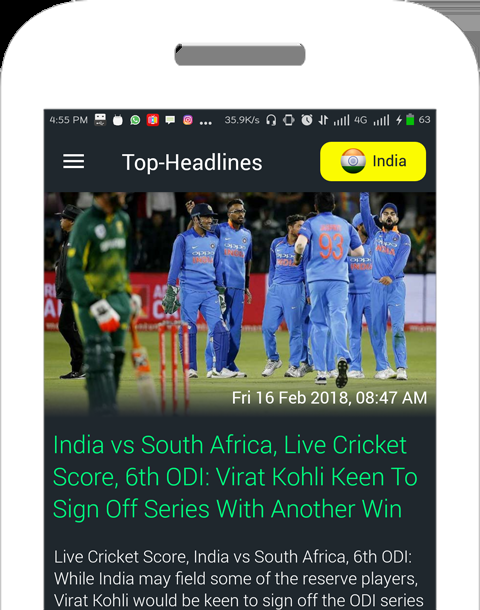 4:55 PM ... 35.9K/s 4G 63
Top-Headlines
India
oppo
oppo
93
Fri 16 Feb 2018, 08:47 AM
India vs South Africa, Live Cricket
Score, 6th ODI: Virat Kohli Keen To
Sign Off Series With Another Win
Live Cricket Score, India vs South Africa, 6th ODI:
While India may field some of the reserve players,
Virat Kohli would be keen to sign off the ODI series